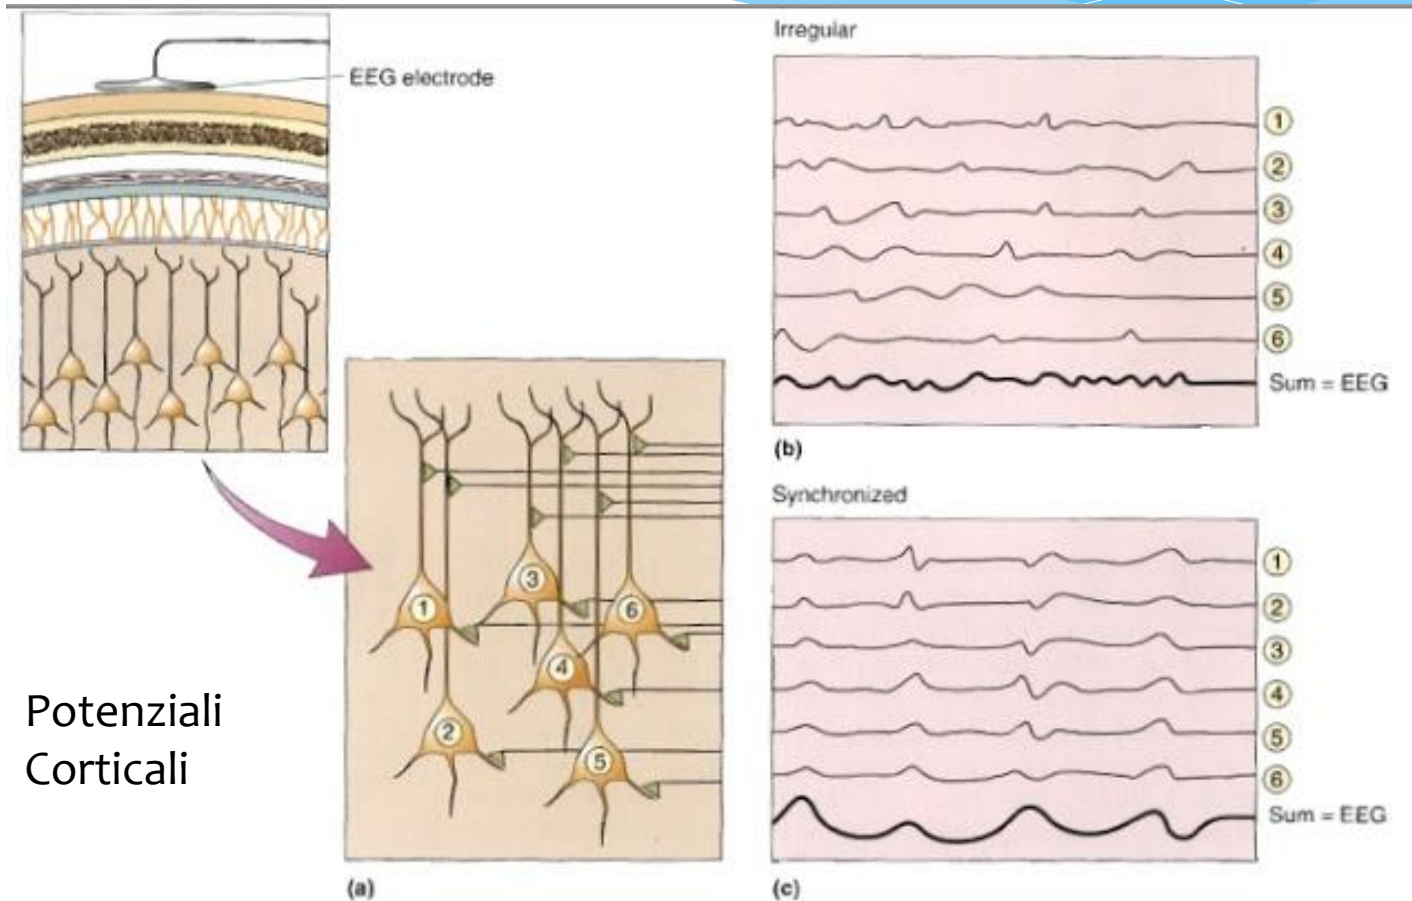 EEG electrode
1
2
3
4
5
6
(a)
Potenziali
Corticali
Irregular
1
2
3
4
5
6
Sum = EEG
(b)
Synchronized
1
2
3
4
5
6
Sum = EEG
(c)